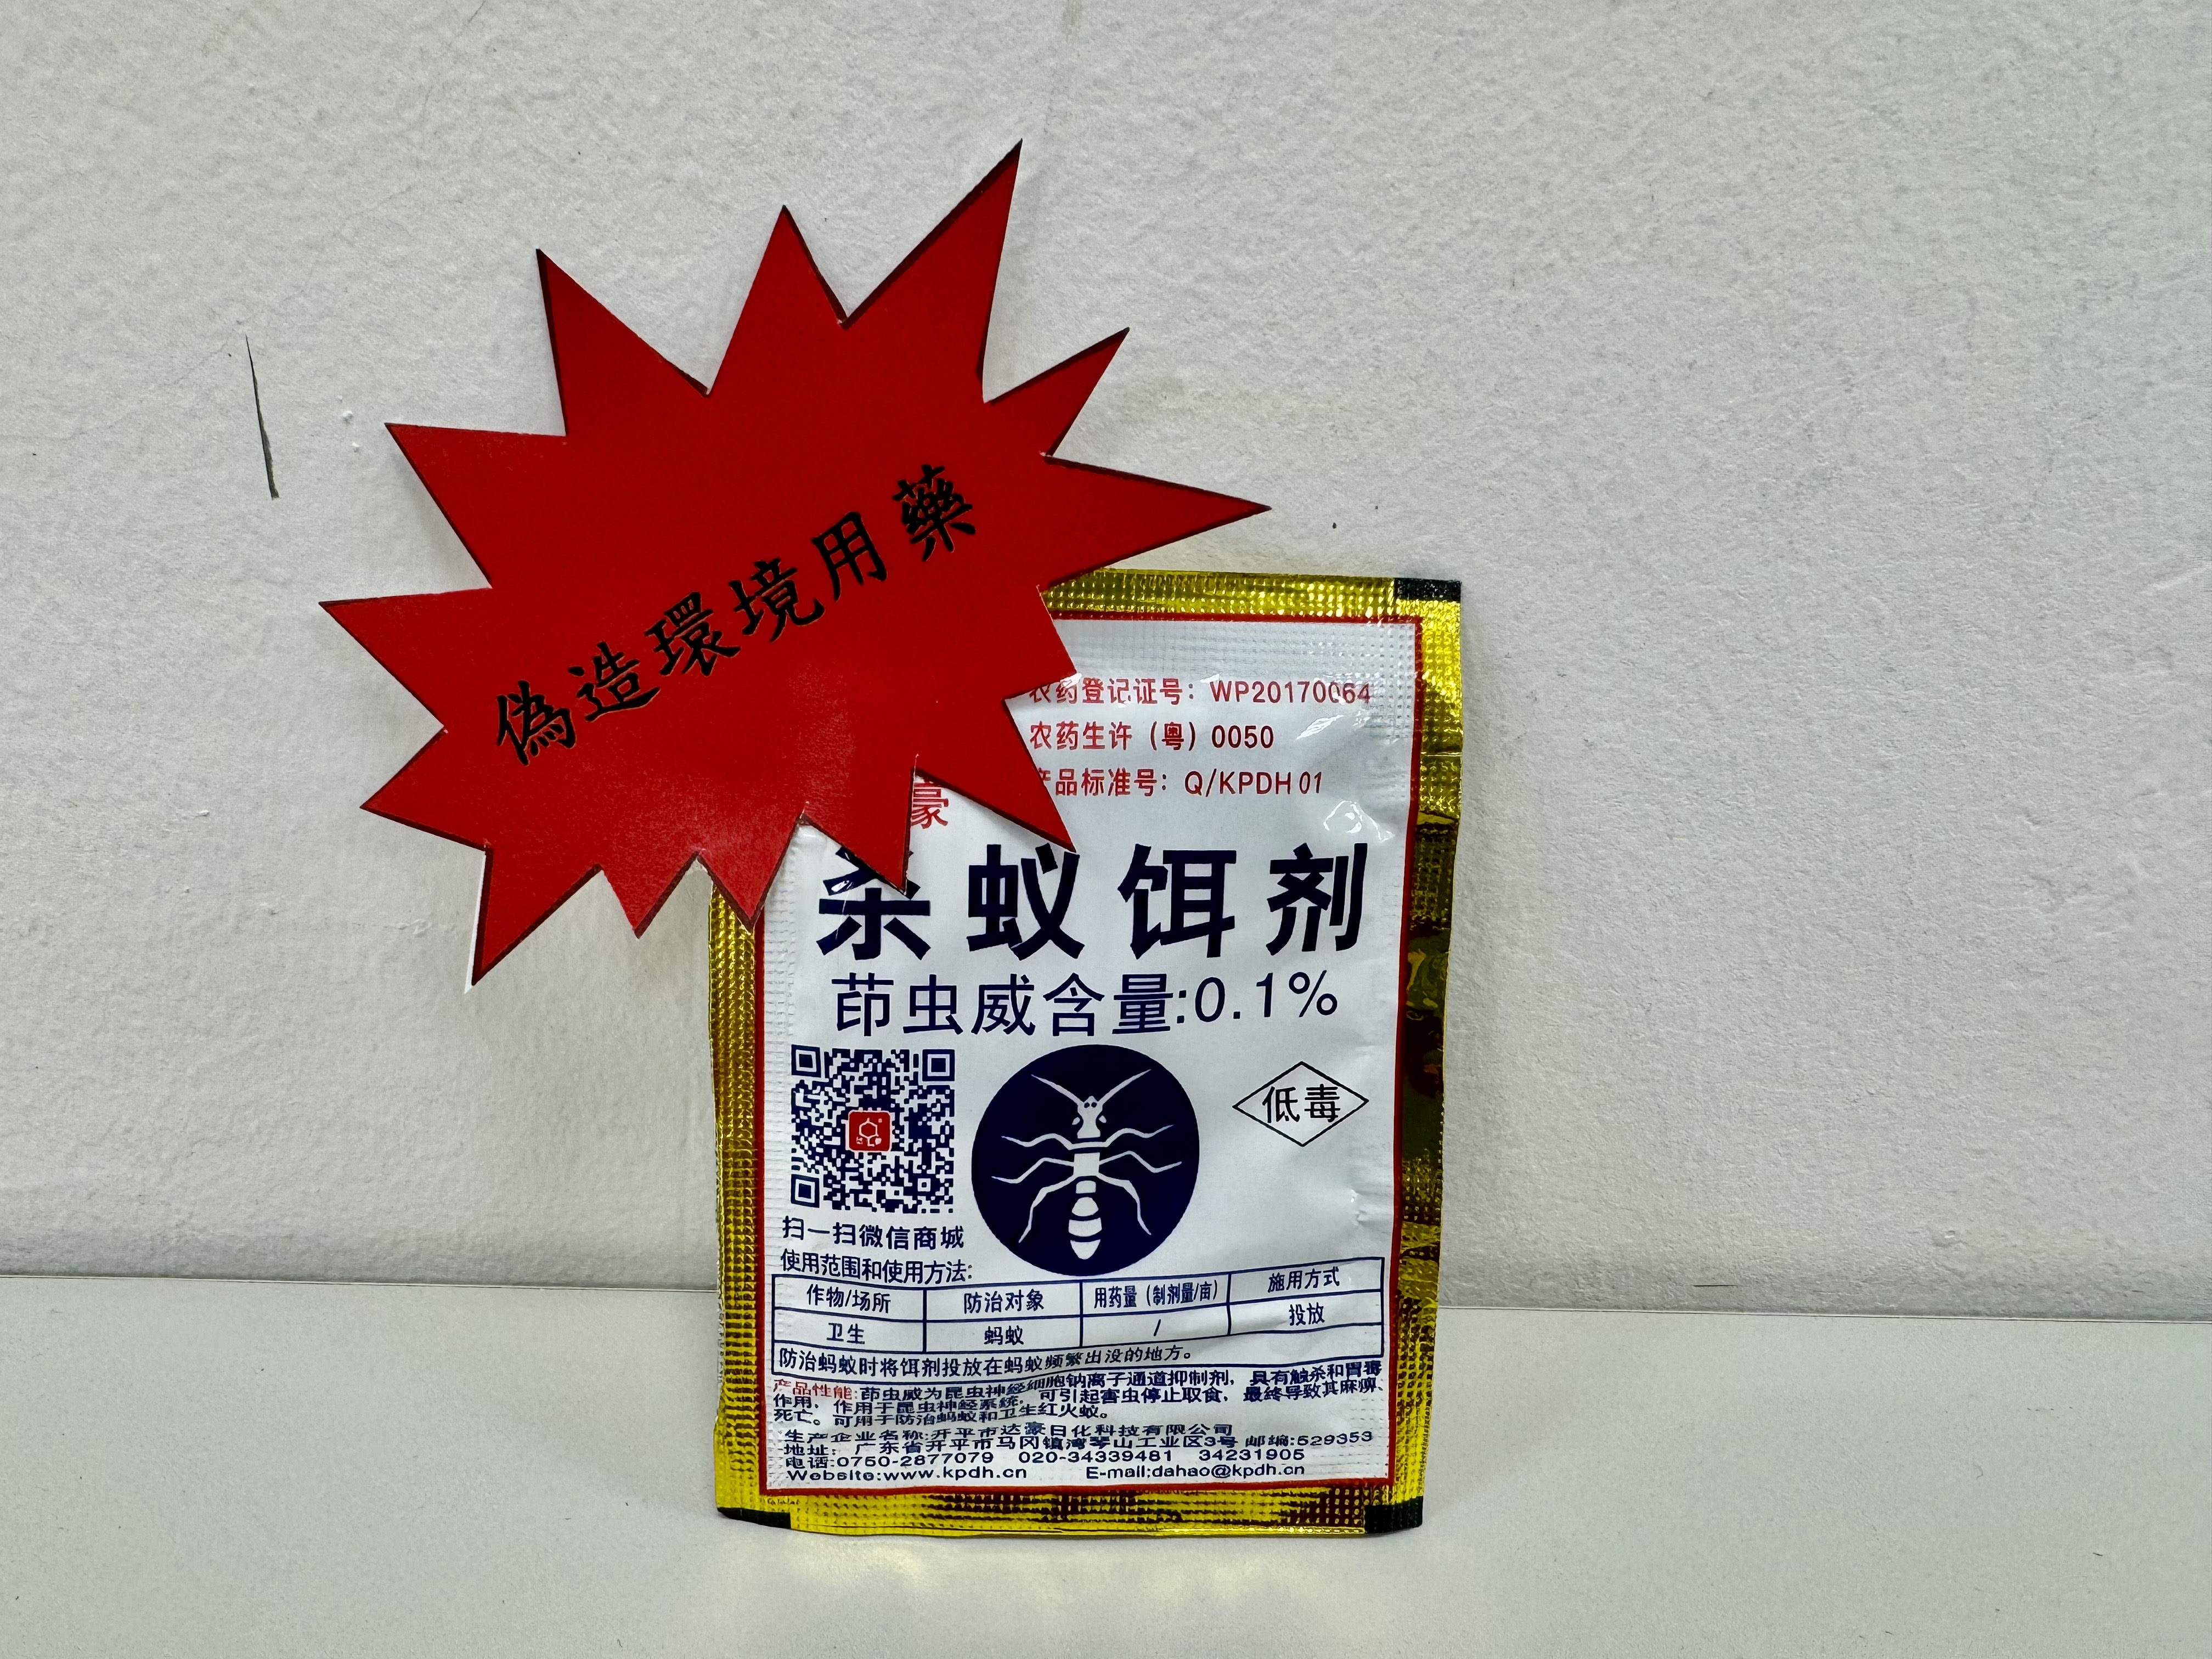 偽造環境用藥
农药登记证号：WP20170064
农药生许（粤）0050
产品标准号：Q/KPDH 01
豪
杀蚁饵剂
茚虫威含量:0.1%
低毒
扫一扫微信商城
使用范围和使用方法:
作物/场所 防治对象 用药量（制剂量/亩） 施用方式
卫生 蚂蚁 / 投放
防治蚂蚁时将饵剂投放在蚂蚁频繁出没的地方。
产品性能:茚虫威为昆虫神经细胞钠离子通道抑制剂，具有触杀和胃毒
作用，作用于昆虫神经系统，可引起害虫停止取食，最终导致其麻痹、
死亡。可用于防治蚂蚁和卫生红火蚁。
生产企业名称:开平市达豪日化科技有限公司
地址：广东省开平市马冈镇湾琴山工业区3号 邮编:529353
电话:0750-2877079 020-34339481 34231905
Website:www.kpdh.cn E-mail:dahao@kpdh.cn